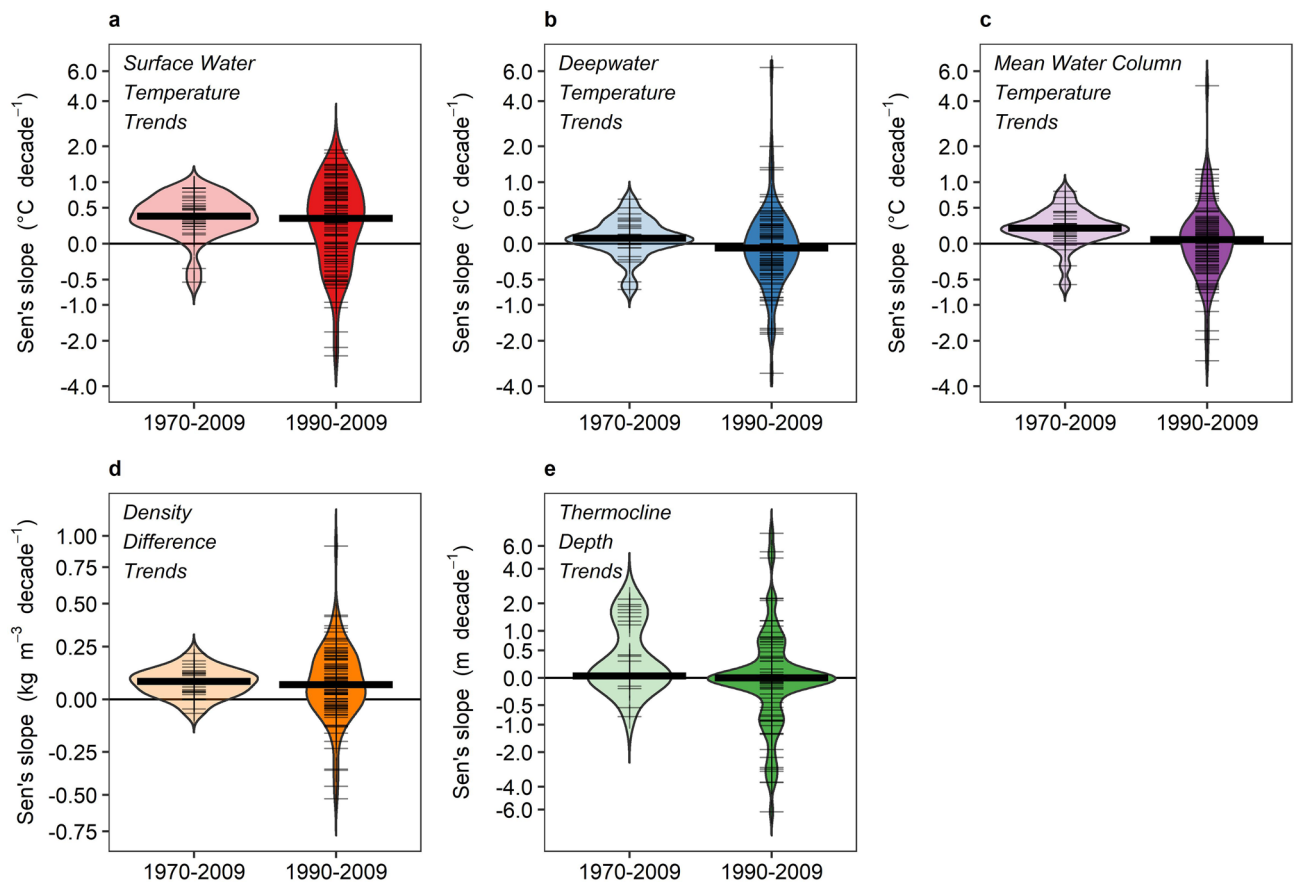 a
Surface Water
Temperature
Trends
Sen's slope (°C decade⁻¹)
6.0
4.0
2.0
1.0
0.5
0.0
-0.5
-1.0
-2.0
-4.0
1970-2009
1990-2009
b
Deepwater
Temperature
Trends
Sen's slope (°C decade⁻¹)
6.0
4.0
2.0
1.0
0.5
0.0
-0.5
-1.0
-2.0
-4.0
1970-2009
1990-2009
c
Mean Water Column
Temperature
Trends
Sen's slope (°C decade⁻¹)
6.0
4.0
2.0
1.0
0.5
0.0
-0.5
-1.0
-2.0
-4.0
1970-2009
1990-2009
d
Density
Difference
Trends
Sen's slope (kg m⁻³ decade⁻¹)
1.00
0.75
0.50
0.25
0.00
-0.25
-0.50
-0.75
1970-2009
1990-2009
e
Thermocline
Depth
Trends
Sen's slope (m decade⁻¹)
6.0
4.0
2.0
1.0
0.5
0.0
-0.5
-1.0
-2.0
-4.0
-6.0
1970-2009
1990-2009